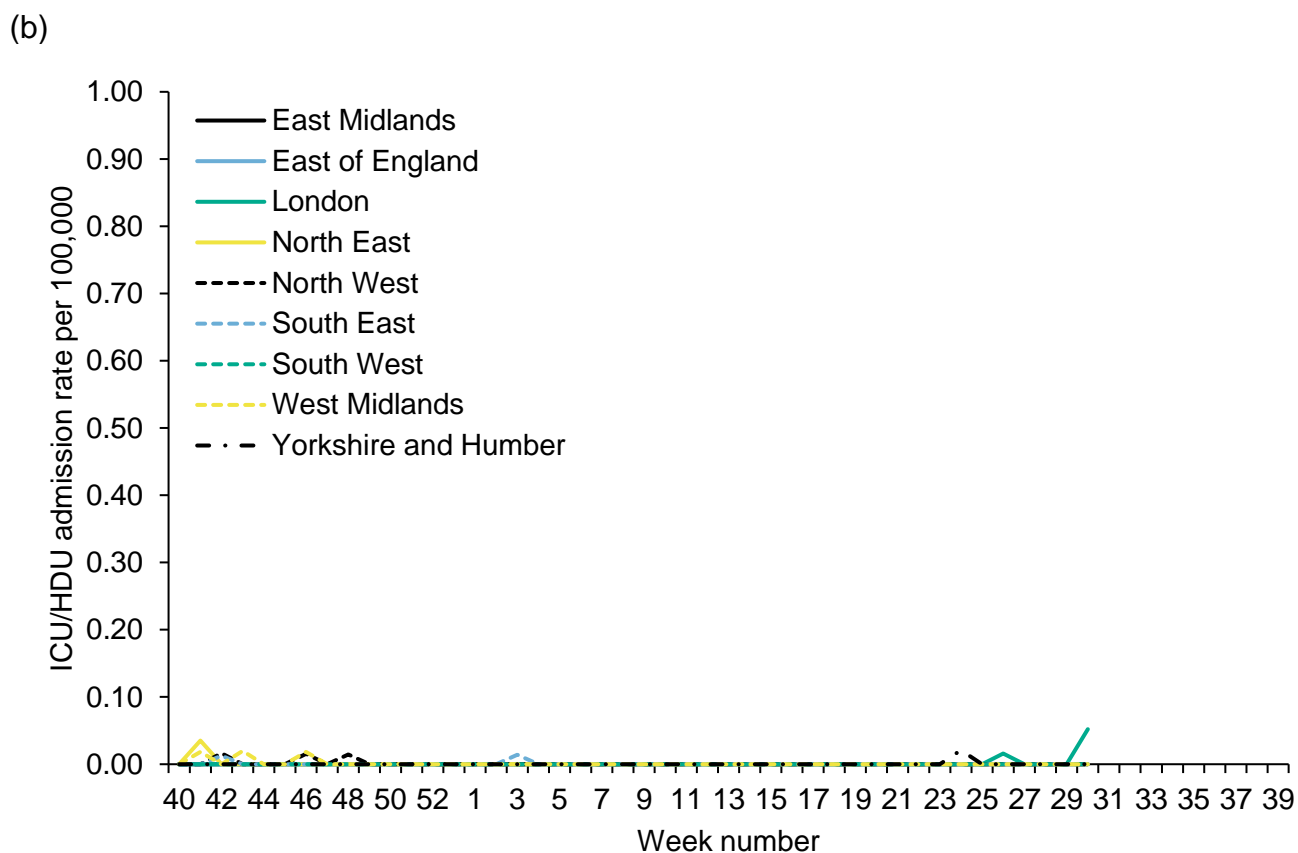 (b)
1.00
0.90
0.80
0.70
0.60
0.50
0.40
0.30
0.20
0.10
0.00
ICU/HDU admission rate per 100,000
East Midlands
East of England
London
North East
North West
South East
South West
West Midlands
Yorkshire and Humber
40 42 44 46 48 50 52 1 3 5 7 9 11 13 15 17 19 21 23 25 27 29 31 33 35 37 39
Week number